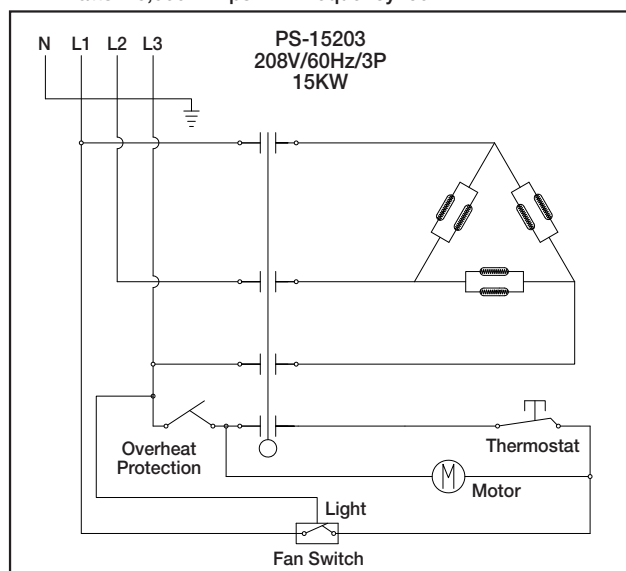 N L1 L2 L3
PS-15203
208V/60Hz/3P
15KW
Overheat
Protection
Thermostat
M
Motor
Light
Fan Switch